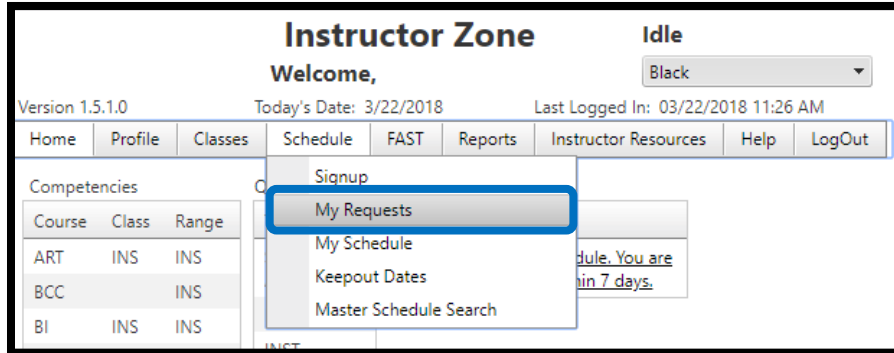 Instructor Zone
Idle
Welcome,
Black
Version 1.5.1.0
Today's Date: 3/22/2018
Last Logged In: 03/22/2018 11:26 AM
Home Profile Classes Schedule FAST Reports Instructor Resources Help LogOut
Signup
My Requests
My Schedule
Keepout Dates
Master Schedule Search
Competencies
Course Class Range
ART INS INS
BCC INS
BI INS INS
You are
7 days.